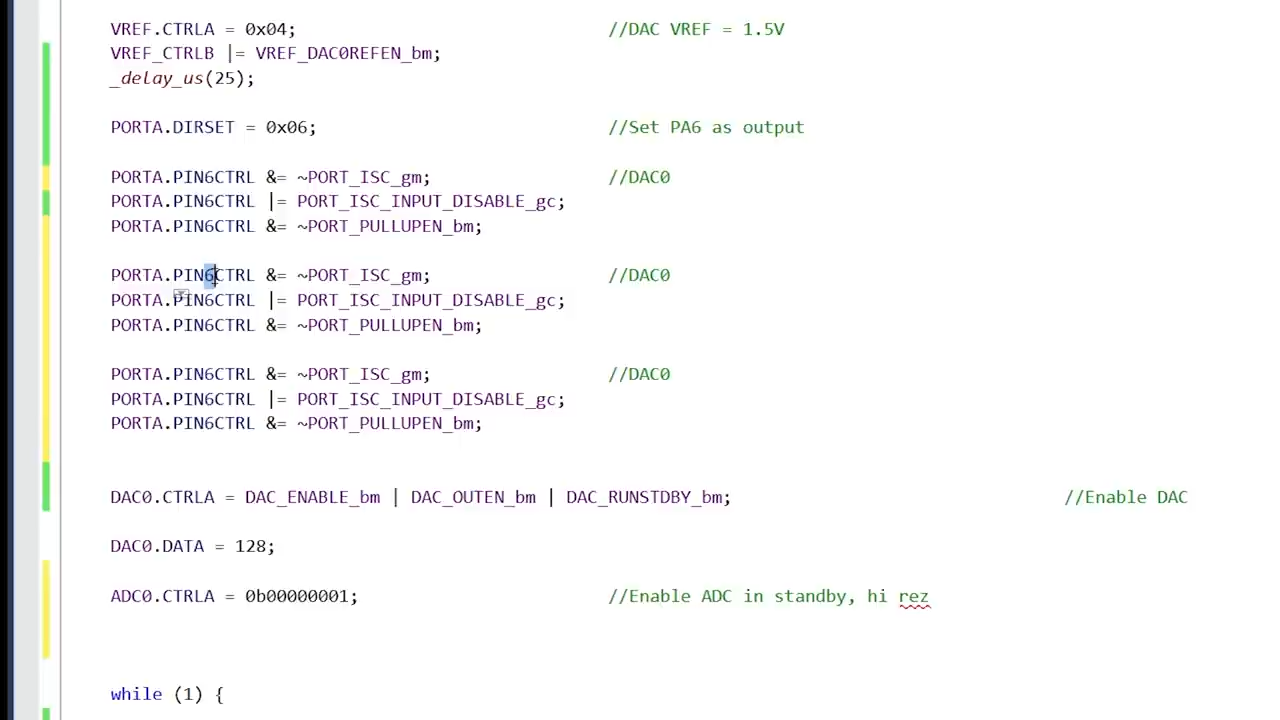 VREF.CTRLA = 0x04; //DAC VREF = 1.5V
VREF_CTRLB |= VREF_DAC0REFEN_bm;
_delay_us(25);
PORTA.DIRSET = 0x06; //Set PA6 as output
PORTA.PIN6CTRL &= ~PORT_ISC_gm; //DAC0
PORTA.PIN6CTRL |= PORT_ISC_INPUT_DISABLE_gc;
PORTA.PIN6CTRL &= ~PORT_PULLUPEN_bm;
PORTA.PIN6CTRL &= ~PORT_ISC_gm; //DAC0
PORTA.PIN6CTRL |= PORT_ISC_INPUT_DISABLE_gc;
PORTA.PIN6CTRL &= ~PORT_PULLUPEN_bm;
PORTA.PIN6CTRL &= ~PORT_ISC_gm; //DAC0
PORTA.PIN6CTRL |= PORT_ISC_INPUT_DISABLE_gc;
PORTA.PIN6CTRL &= ~PORT_PULLUPEN_bm;
DAC0.CTRLA = DAC_ENABLE_bm | DAC_OUTEN_bm | DAC_RUNSTDBY_bm; //Enable DAC
DAC0.DATA = 128;
ADC0.CTRLA = 0b00000001; //Enable ADC in standby, hi rez
while (1) {